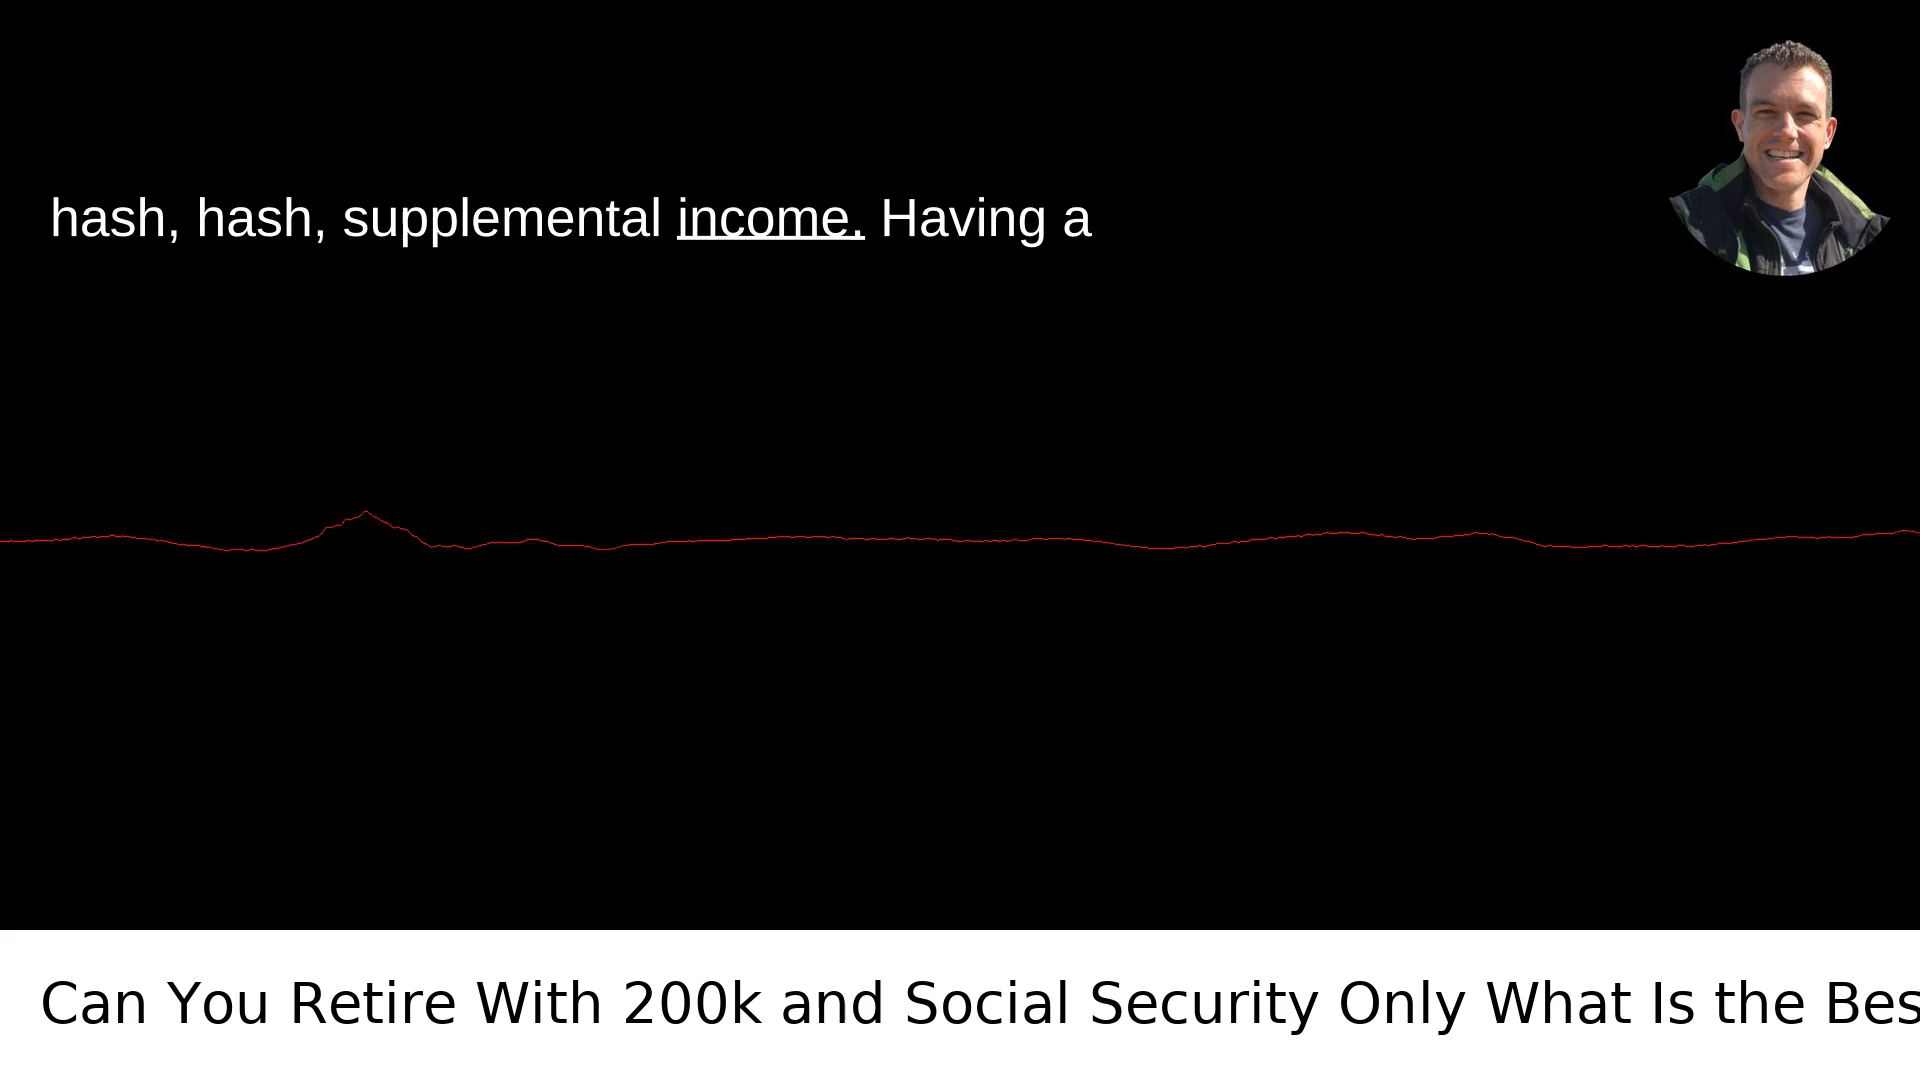 hash, hash, supplemental income. Having a
Can You Retire With 200k and Social Security Only What Is the Bes